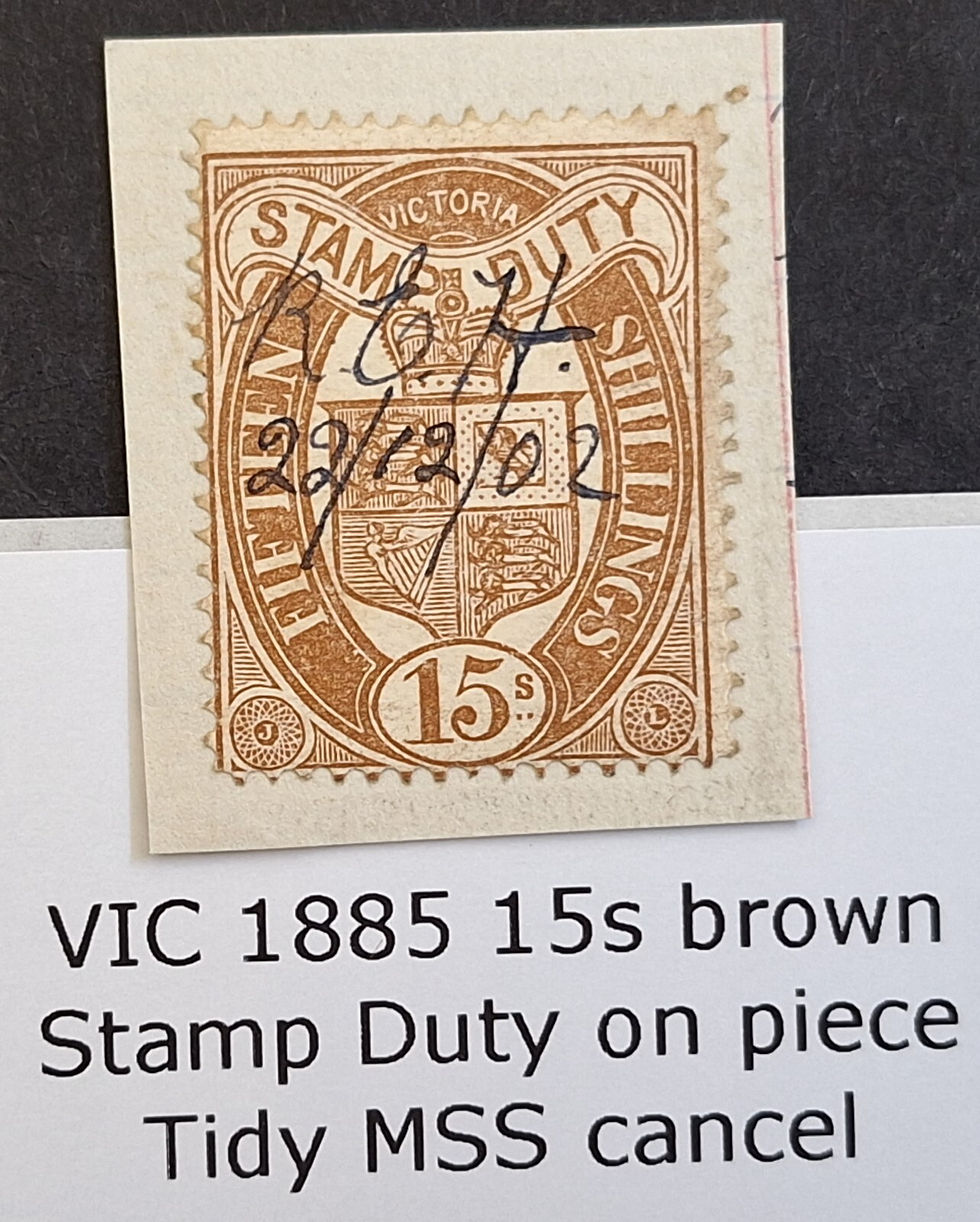 VICTORIA
STAMP DUTY
FIFTEEN SHILLINGS
R.E.H.
22/12/02
15s
J L
VIC 1885 15s brown
Stamp Duty on piece
Tidy MSS cancel